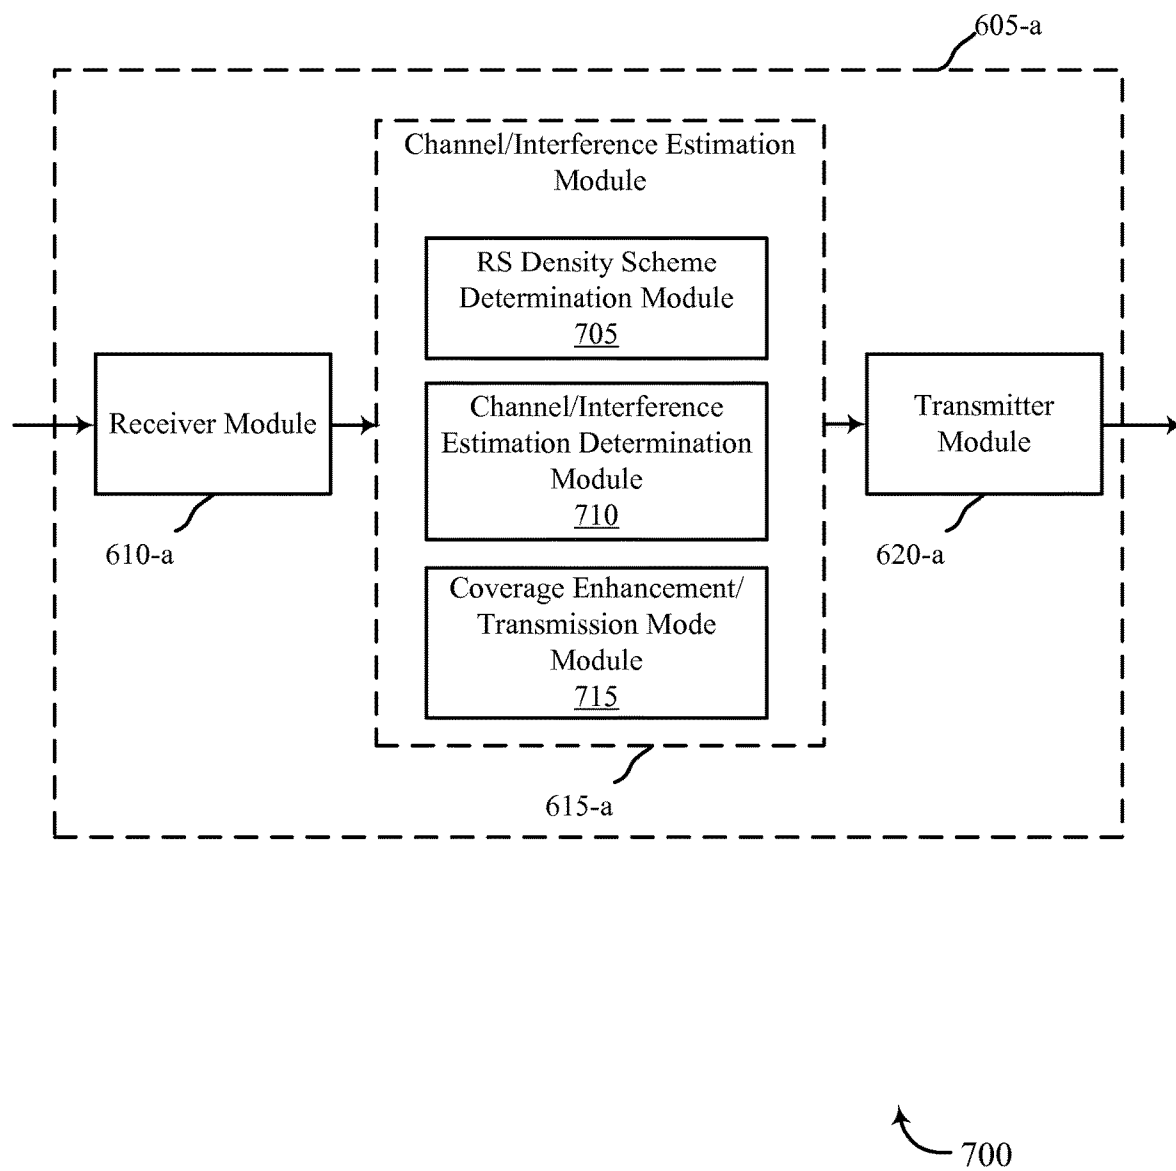 605-a
Channel/Interference Estimation
Module
RS Density Scheme
Determination Module
705
Receiver Module
610-a
Channel/Interference
Estimation Determination
Module
710
Transmitter
Module
620-a
Coverage Enhancement/
Transmission Mode
Module
715
615-a
700